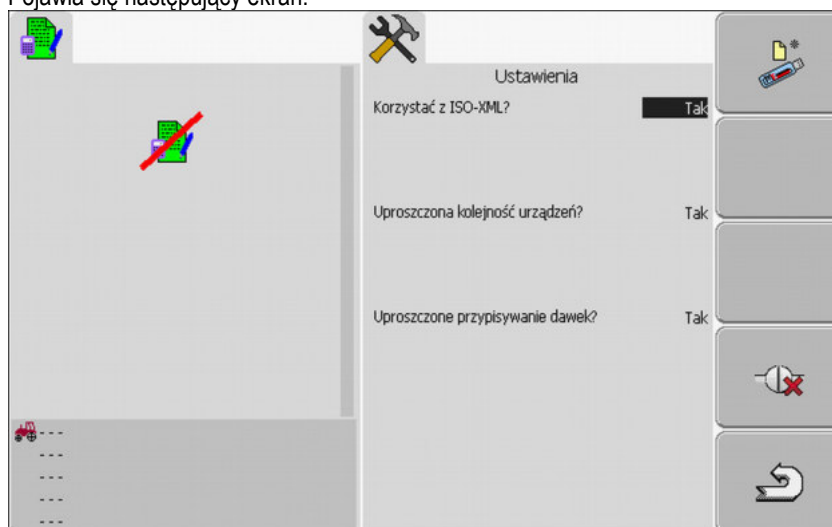 Pojawia się następujący ekran:
Ustawienia
Korzystać z ISO-XML? Tak
Uproszczona kolejność urządzeń? Tak
Uproszczone przypisywanie dawek? Tak
---
---
---
---
---